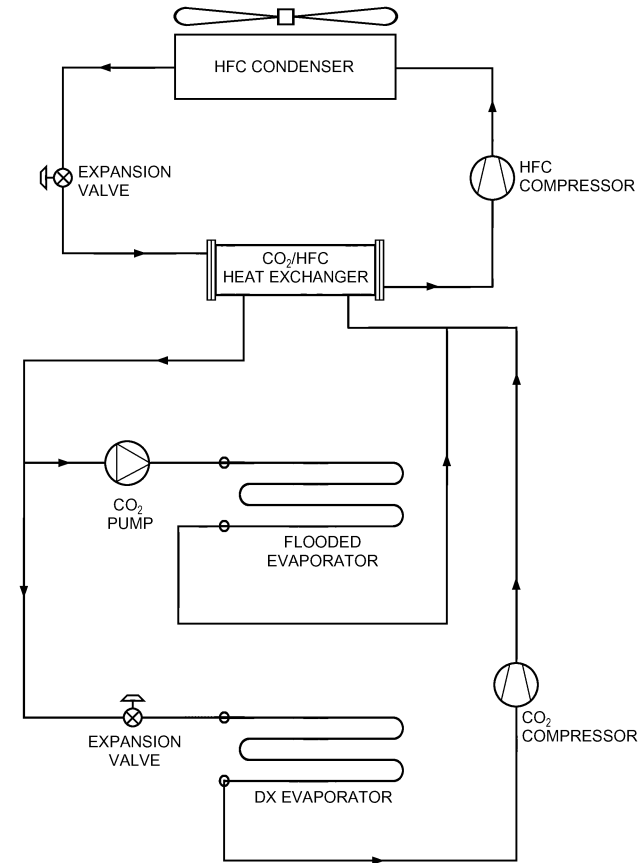 HFC CONDENSER
EXPANSION
VALVE
HFC
COMPRESSOR
CO₂/HFC
HEAT EXCHANGER
CO₂
PUMP
FLOODED
EVAPORATOR
EXPANSION
VALVE
CO₂
COMPRESSOR
DX EVAPORATOR